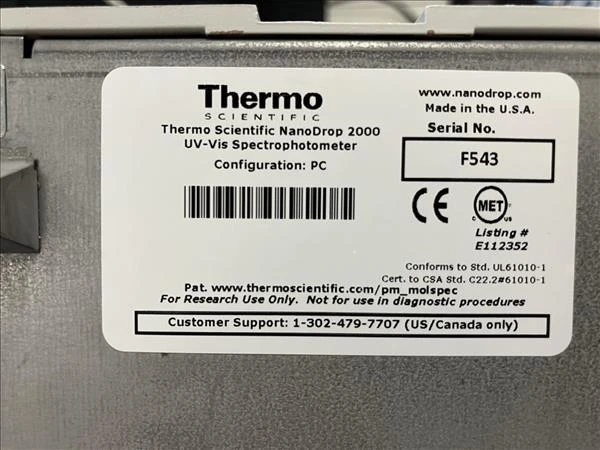 Thermo
SCIENTIFIC
Thermo Scientific NanoDrop 2000
UV-Vis Spectrophotometer
Configuration: PC
www.nanodrop.com
Made in the U.S.A.
Serial No.
F543
CE
MET
C US
Listing #
E112352
Conforms to Std. UL61010-1
Cert. to CSA Std. C22.2#61010-1
Pat. www.thermoscientific.com/pm_molspec
For Research Use Only. Not for use in diagnostic procedures
Customer Support: 1-302-479-7707 (US/Canada only)